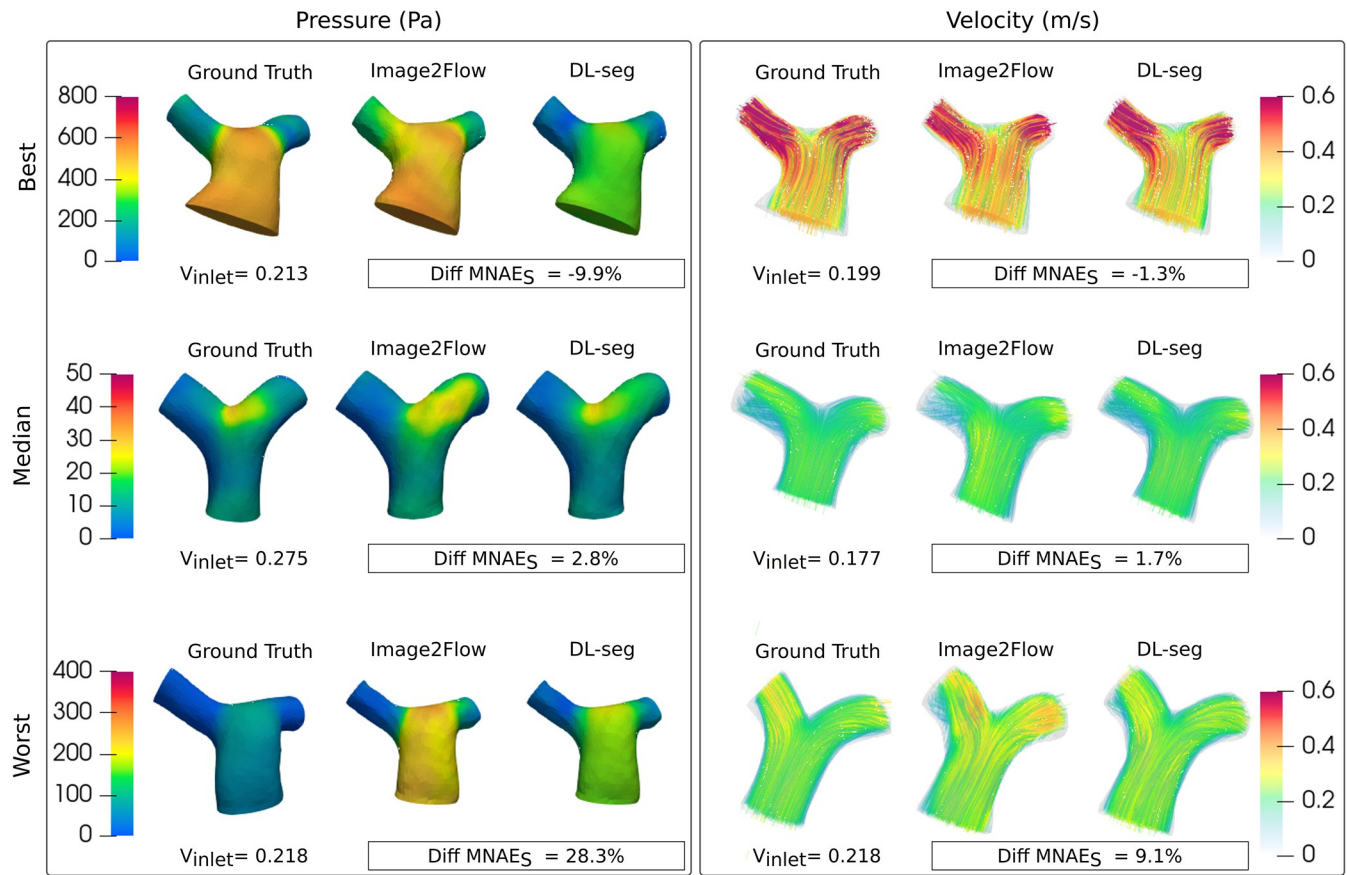 Pressure (Pa)
Velocity (m/s)
Best
Ground Truth Image2Flow DL-seg
800
600
400
200
0
Vinlet= 0.213
Diff MNAES = -9.9%
Ground Truth Image2Flow DL-seg
0.6
0.4
0.2
0
Vinlet= 0.199
Diff MNAES = -1.3%
Median
Ground Truth Image2Flow DL-seg
50
40
30
20
10
0
Vinlet= 0.275
Diff MNAES = 2.8%
Ground Truth Image2Flow DL-seg
0.6
0.4
0.2
0
Vinlet= 0.177
Diff MNAES = 1.7%
Worst
Ground Truth Image2Flow DL-seg
400
300
200
100
0
Vinlet= 0.218
Diff MNAES = 28.3%
Ground Truth Image2Flow DL-seg
0.6
0.4
0.2
0
Vinlet= 0.218
Diff MNAES = 9.1%